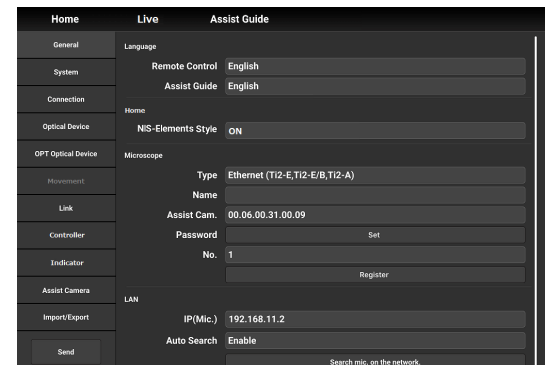 Home Live Assist Guide
General
System
Connection
Optical Device
OPT Optical Device
Movement
Link
Controller
Indicator
Assist Camera
Import/Export
Send
Language
Remote Control English
Assist Guide English
Home
NIS-Elements Style ON
Microscope
Type Ethernet (Ti2-E,Ti2-E/B,Ti2-A)
Name
Assist Cam. 00.06.00.31.00.09
Password Set
No. 1
Register
LAN
IP(Mic.) 192.168.11.2
Auto Search Enable
Search mic. on the network.